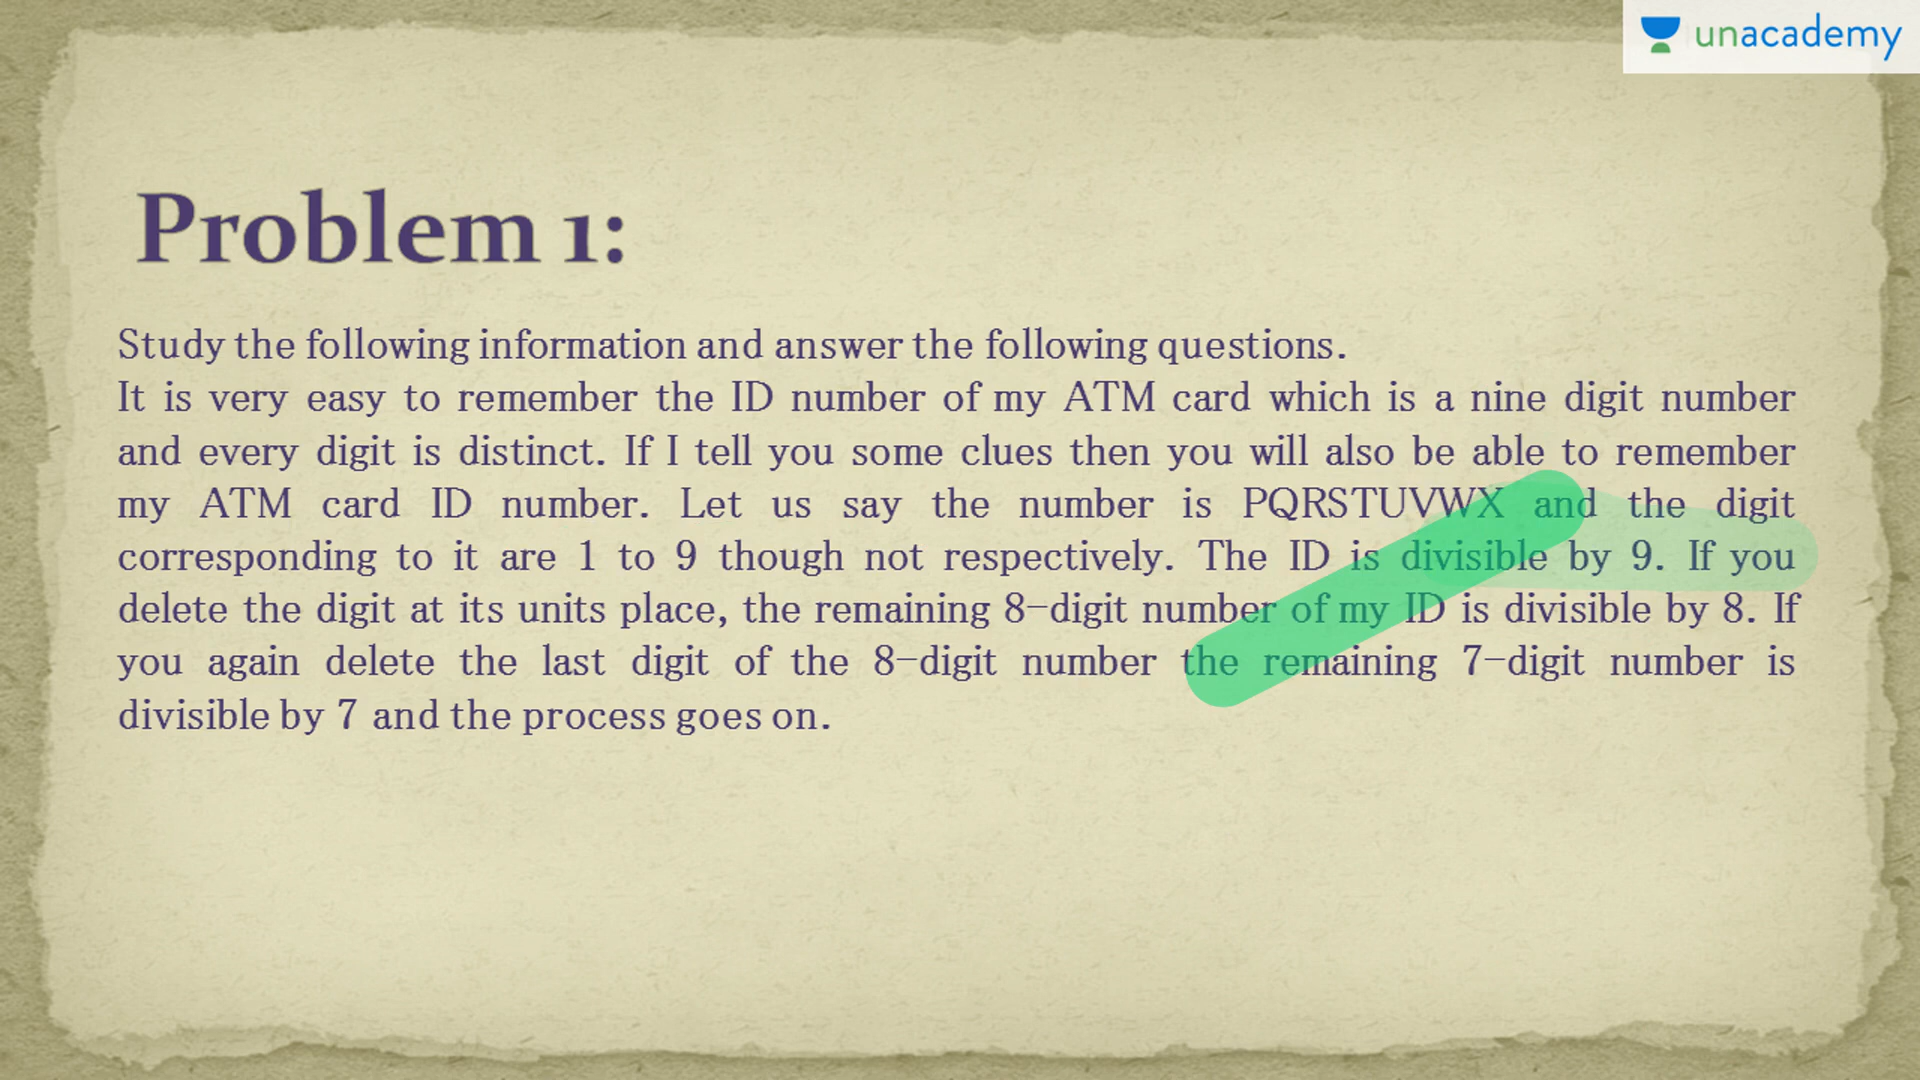 unacademy
Problem 1:
Study the following information and answer the following questions.
It is very easy to remember the ID number of my ATM card which is a nine digit number
and every digit is distinct. If I tell you some clues then you will also be able to remember
my ATM card ID number. Let us say the number is PQRSTUVWX and the digit
corresponding to it are 1 to 9 though not respectively. The ID is divisible by 9. If you
delete the digit at its units place, the remaining 8-digit number of my ID is divisible by 8. If
you again delete the last digit of the 8-digit number the remaining 7-digit number is
divisible by 7 and the process goes on.